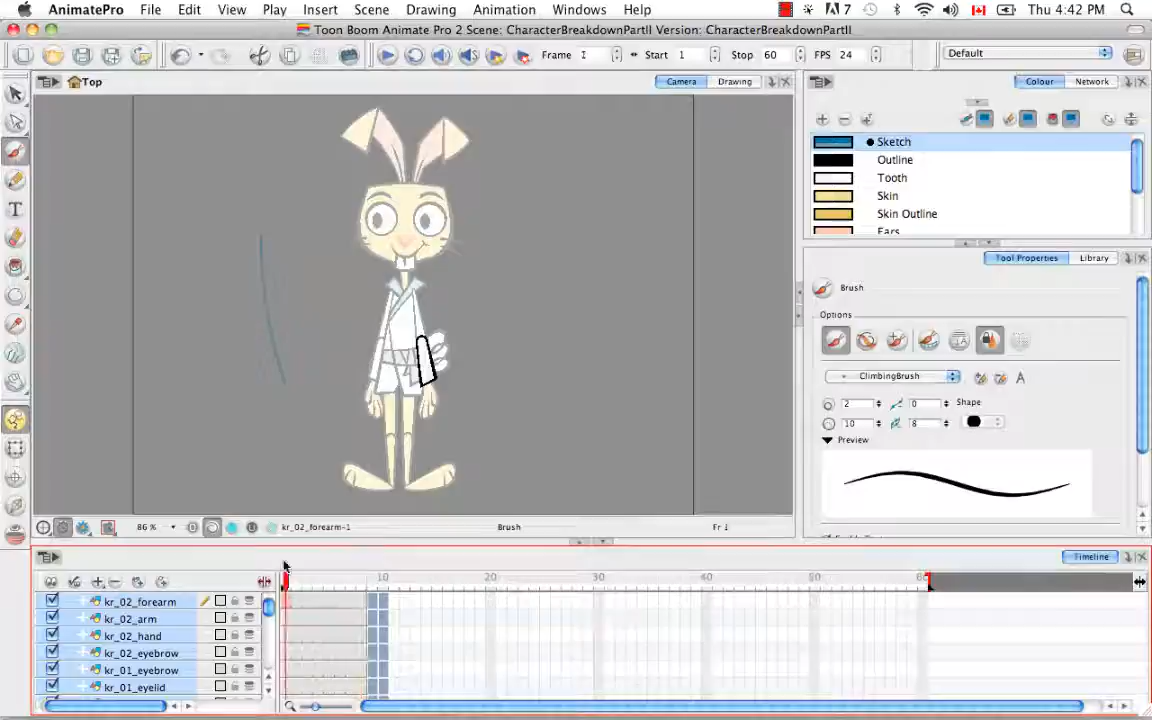 AnimatePro File Edit View Play Insert Scene Drawing Animation Windows Help 7 Thu 4:42 PM
Toon Boom Animate Pro 2 Scene: CharacterBreakdownPartII Version: CharacterBreakdownPartII
Frame Start 1 Stop 60 FPS 24 Default
Top Camera Drawing Colour Network
Sketch
Outline
Tooth
Skin
Skin Outline
Ears
Tool Properties Library
Brush
Options
ClimbingBrush A
2 0 Shape
10 8
Preview
86 % kr_02_forearm-1 Brush Fr 1
Timeline
10 20 30 40 50
kr_02_forearm
kr_02_arm
kr_02_hand
kr_02_eyebrow
kr_01_eyebrow
kr_01_eyelid